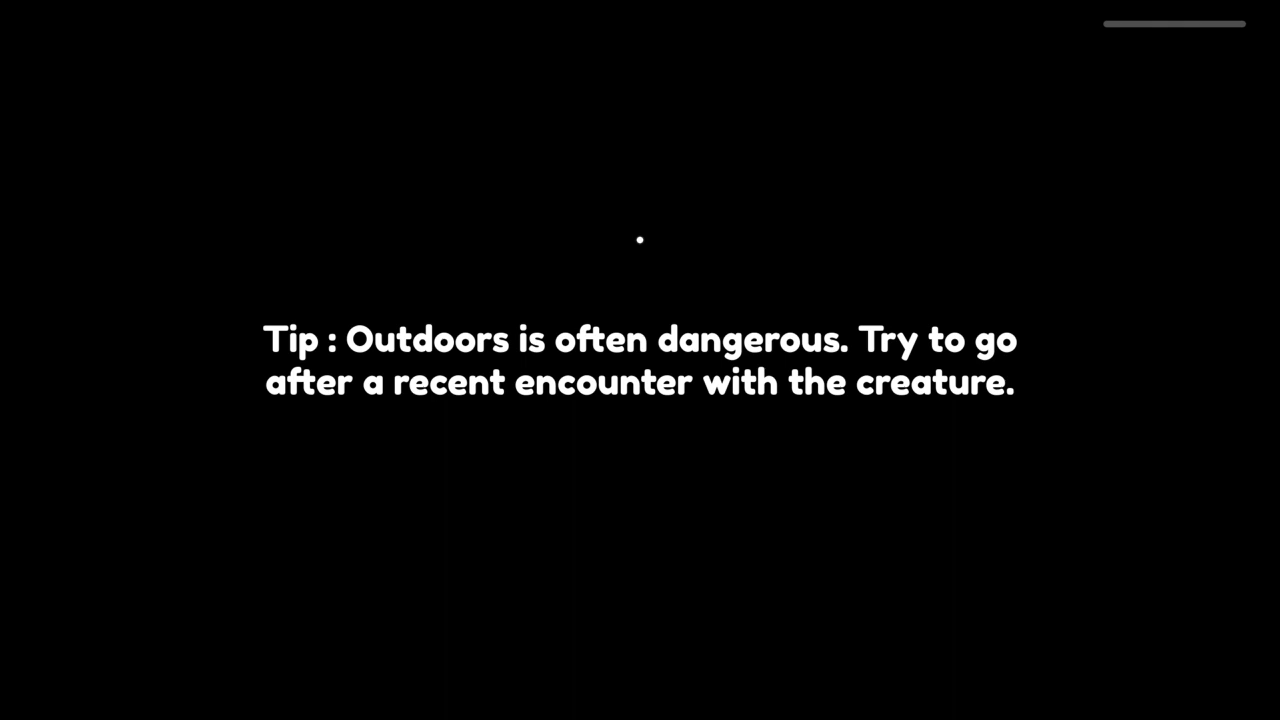 Tip : Outdoors is often dangerous. Try to go
after a recent encounter with the creature.